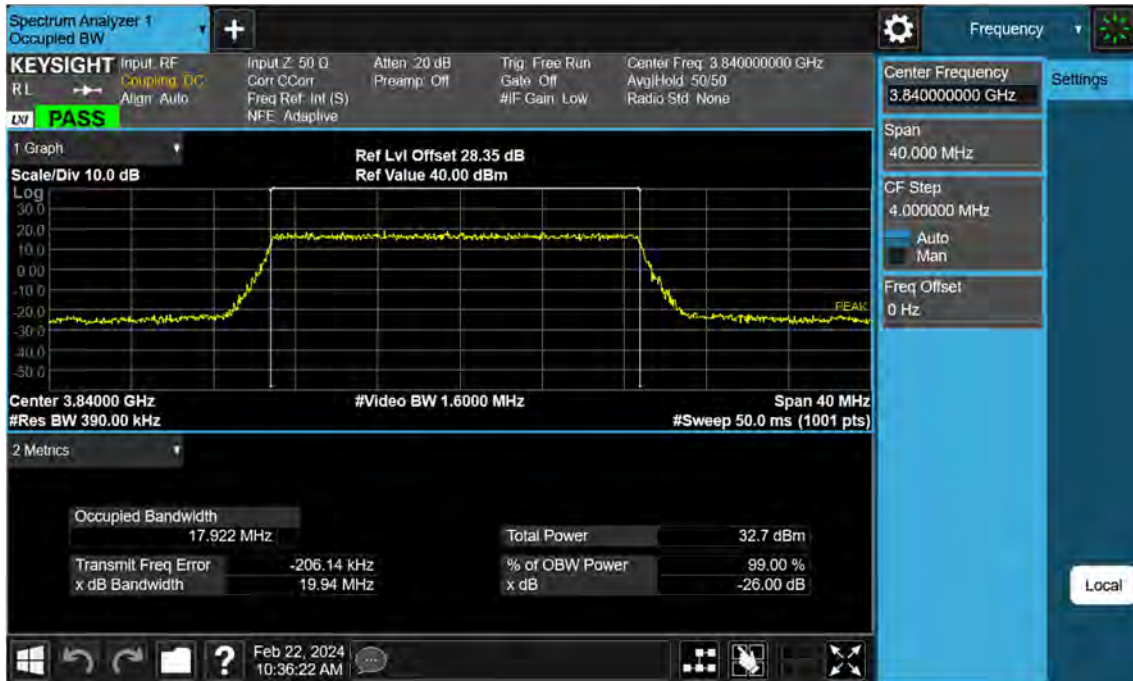 Spectrum Analyzer 1
Occupied BW
+
Frequency
KEYSIGHT
RL
LXI
PASS
Input: RF
Coupling: DC
Align: Auto
Input Z: 50 Ω
Corr CCorr
Freq Ref: Int (S)
NFE: Adaptive
Atten: 20 dB
Preamp: Off
Trig: Free Run
Gate: Off
#IF Gain: Low
Center Freq: 3.840000000 GHz
Avg|Hold: 50/50
Radio Std: None
Center Frequency
3.840000000 GHz
Settings
Span
40.000 MHz
CF Step
4.000000 MHz
Auto
Man
Freq Offset
0 Hz
1 Graph
Scale/Div 10.0 dB
Ref Lvl Offset 28.35 dB
Ref Value 40.00 dBm
Log
30.0
20.0
10.0
0.00
-10.0
-20.0
-30.0
-40.0
-50.0
PEAK
Center 3.84000 GHz
#Video BW 1.6000 MHz
Span 40 MHz
#Res BW 390.00 kHz
#Sweep 50.0 ms (1001 pts)
2 Metrics
Occupied Bandwidth
17.922 MHz
Total Power 32.7 dBm
Transmit Freq Error -206.14 kHz
% of OBW Power 99.00 %
x dB Bandwidth 19.94 MHz
x dB -26.00 dB
Local
?
Feb 22, 2024
10:36:22 AM